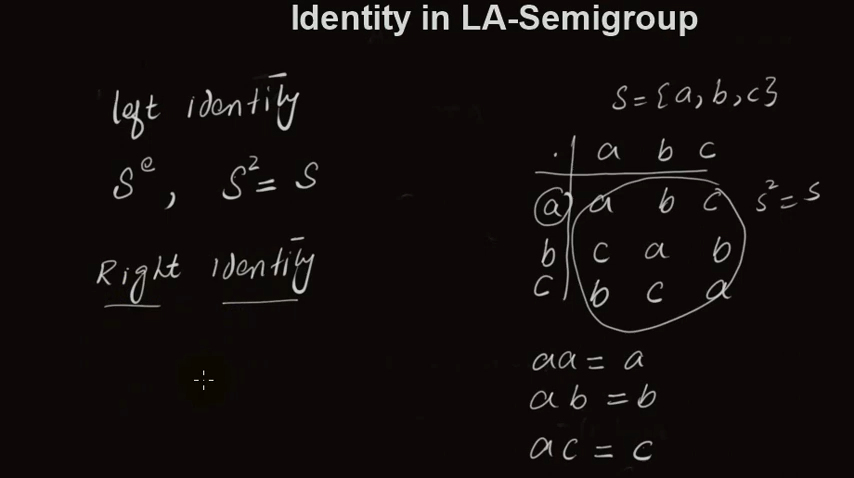 Identity in LA-Semigroup
left identity
S^e, S^2 = S
Right identity
S = {a, b, c}
. a b c
a a b c S^2 = S
b c a b
c b c a
aa = a
ab = b
ac = c